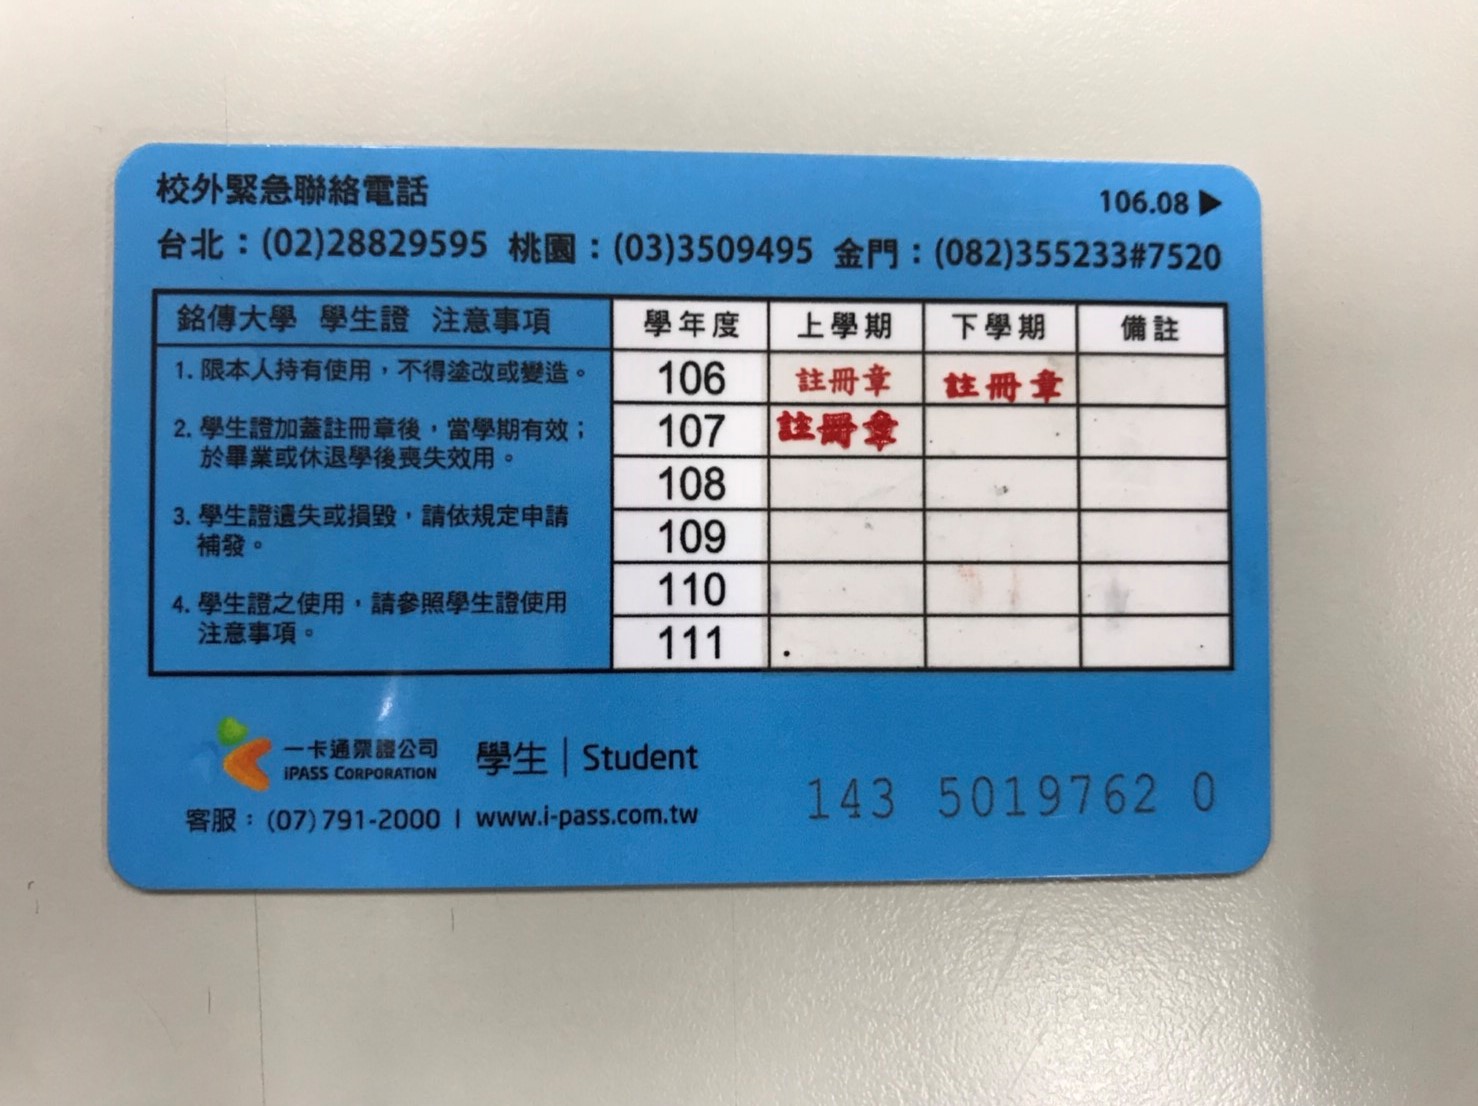 校外緊急聯絡電話
106.08 ▶
台北：(02)28829595 桃園：(03)3509495 金門：(082)355233#7520
銘傳大學 學生證 注意事項
1. 限本人持有使用，不得塗改或變造。
2. 學生證加蓋註冊章後，當學期有效；
於畢業或休退學後喪失效用。
3. 學生證遺失或損毀，請依規定申請
補發。
4. 學生證之使用，請參照學生證使用
注意事項。
學年度 上學期 下學期 備註
106 註冊章 註冊章
107 註冊章
108
109
110
111
一卡通票證公司
iPASS CORPORATION
學生 | Student
客服：(07)791-2000 | www.i-pass.com.tw
143 5019762 0